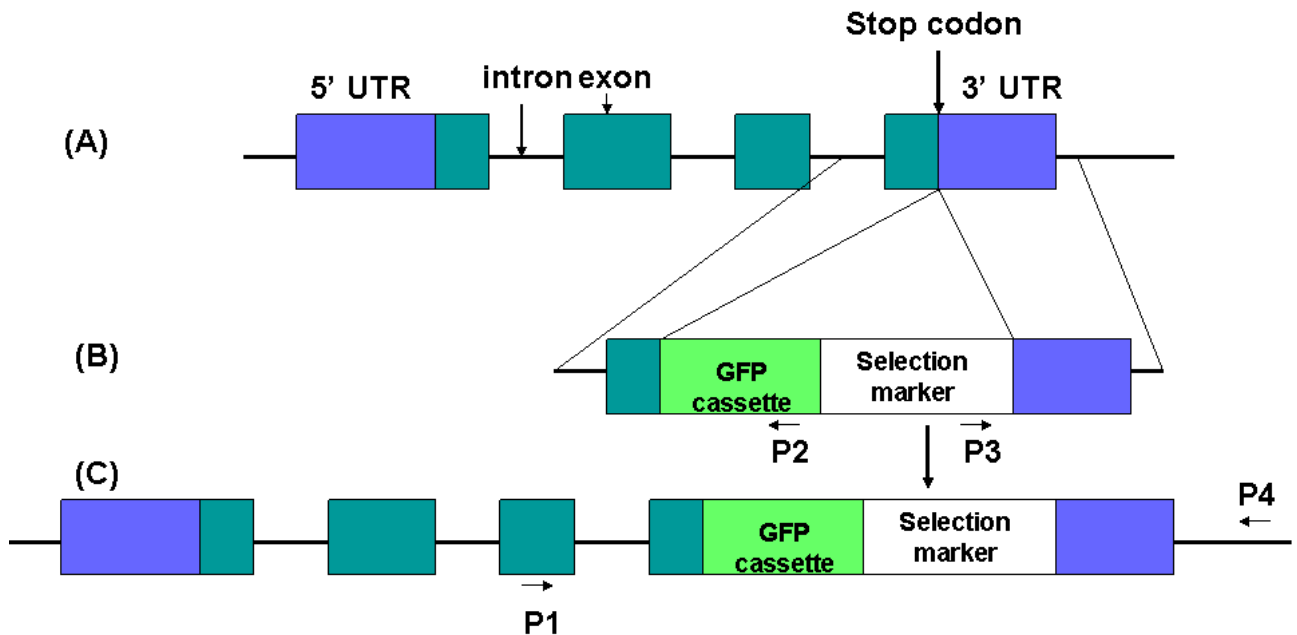 Stop codon
5’ UTR
intron exon
3’ UTR
(A)
(B)
GFP
cassette
Selection
marker
P2
P3
(C)
P4
GFP
cassette
Selection
marker
P1